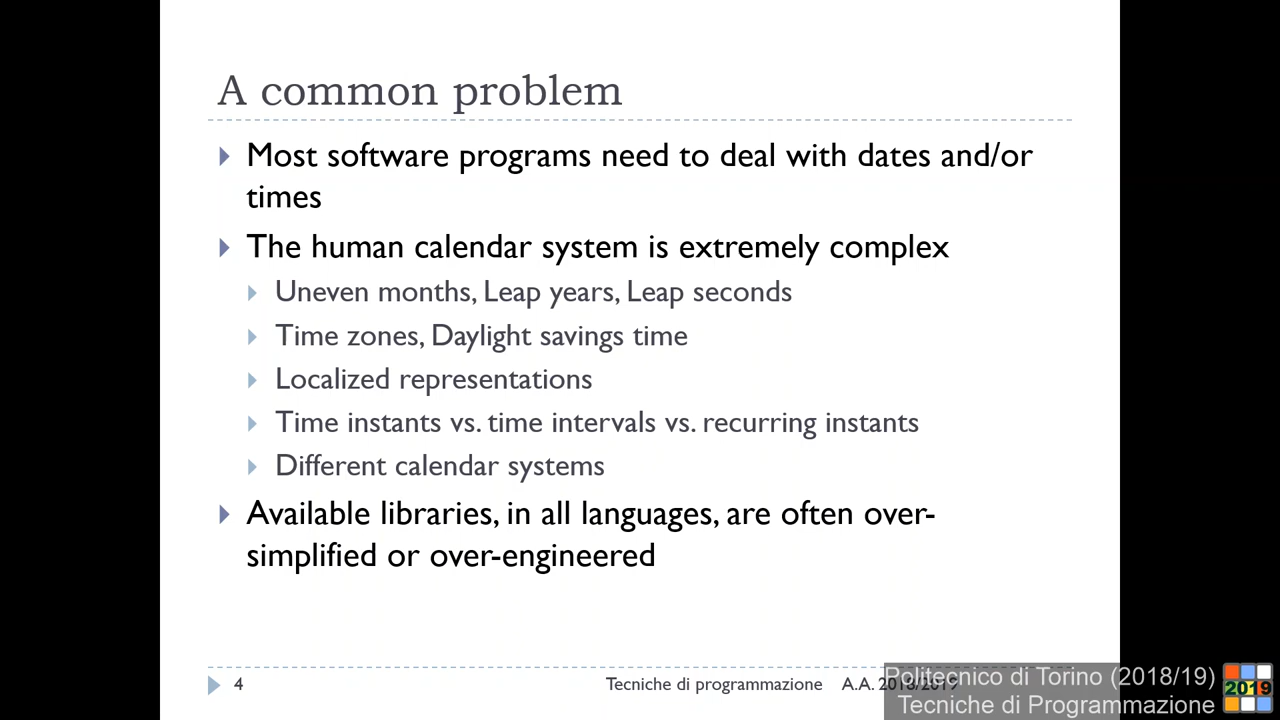 A common problem
Most software programs need to deal with dates and/or
times
The human calendar system is extremely complex
Uneven months, Leap years, Leap seconds
Time zones, Daylight savings time
Localized representations
Time instants vs. time intervals vs. recurring instants
Different calendar systems
Available libraries, in all languages, are often over-
simplified or over-engineered
4 Tecniche di programmazione A.A. 2018/2019
Politecnico di Torino (2018/19)
Tecniche di Programmazione
2019